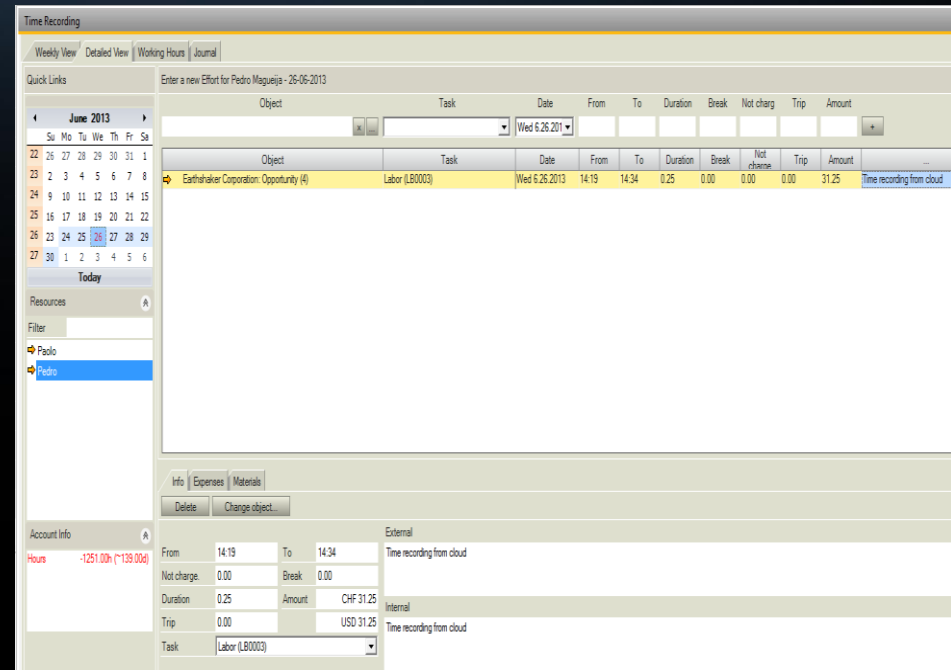 Time Recording
Weekly View Detailed View Working Hours Journal
Quick Links
Enter a new Effort for Pedro Magueija - 26-06-2013
June 2013
Su Mo Tu We Th Fr Sa
22 26 27 28 29 30 31 1
23 2 3 4 5 6 7 8
24 9 10 11 12 13 14 15
25 16 17 18 19 20 21 22
26 23 24 25 26 27 28 29
27 30 1 2 3 4 5 6
Today
Object Task Date From To Duration Break Not charg Trip Amount
x ... Wed 6.26.201 +
Object Task Date From To Duration Break Not charge Trip Amount ...
Earthshaker Corporation: Opportunity (4) Labor (LB0003) Wed 6.26.2013 14:19 14:34 0.25 0.00 0.00 0.00 31.25 Time recording from cloud
Resources
Filter
Paolo
Pedro
Account Info
Hours -1251.00h (~139.00d)
Info Expenses Materials
Delete Change object...
From 14:19 To 14:34
Not charge. 0.00 Break 0.00
Duration 0.25 Amount CHF 31.25
Trip 0.00 USD 31.25
Task Labor (LB0003)
External
Time recording from cloud
Internal
Time recording from cloud